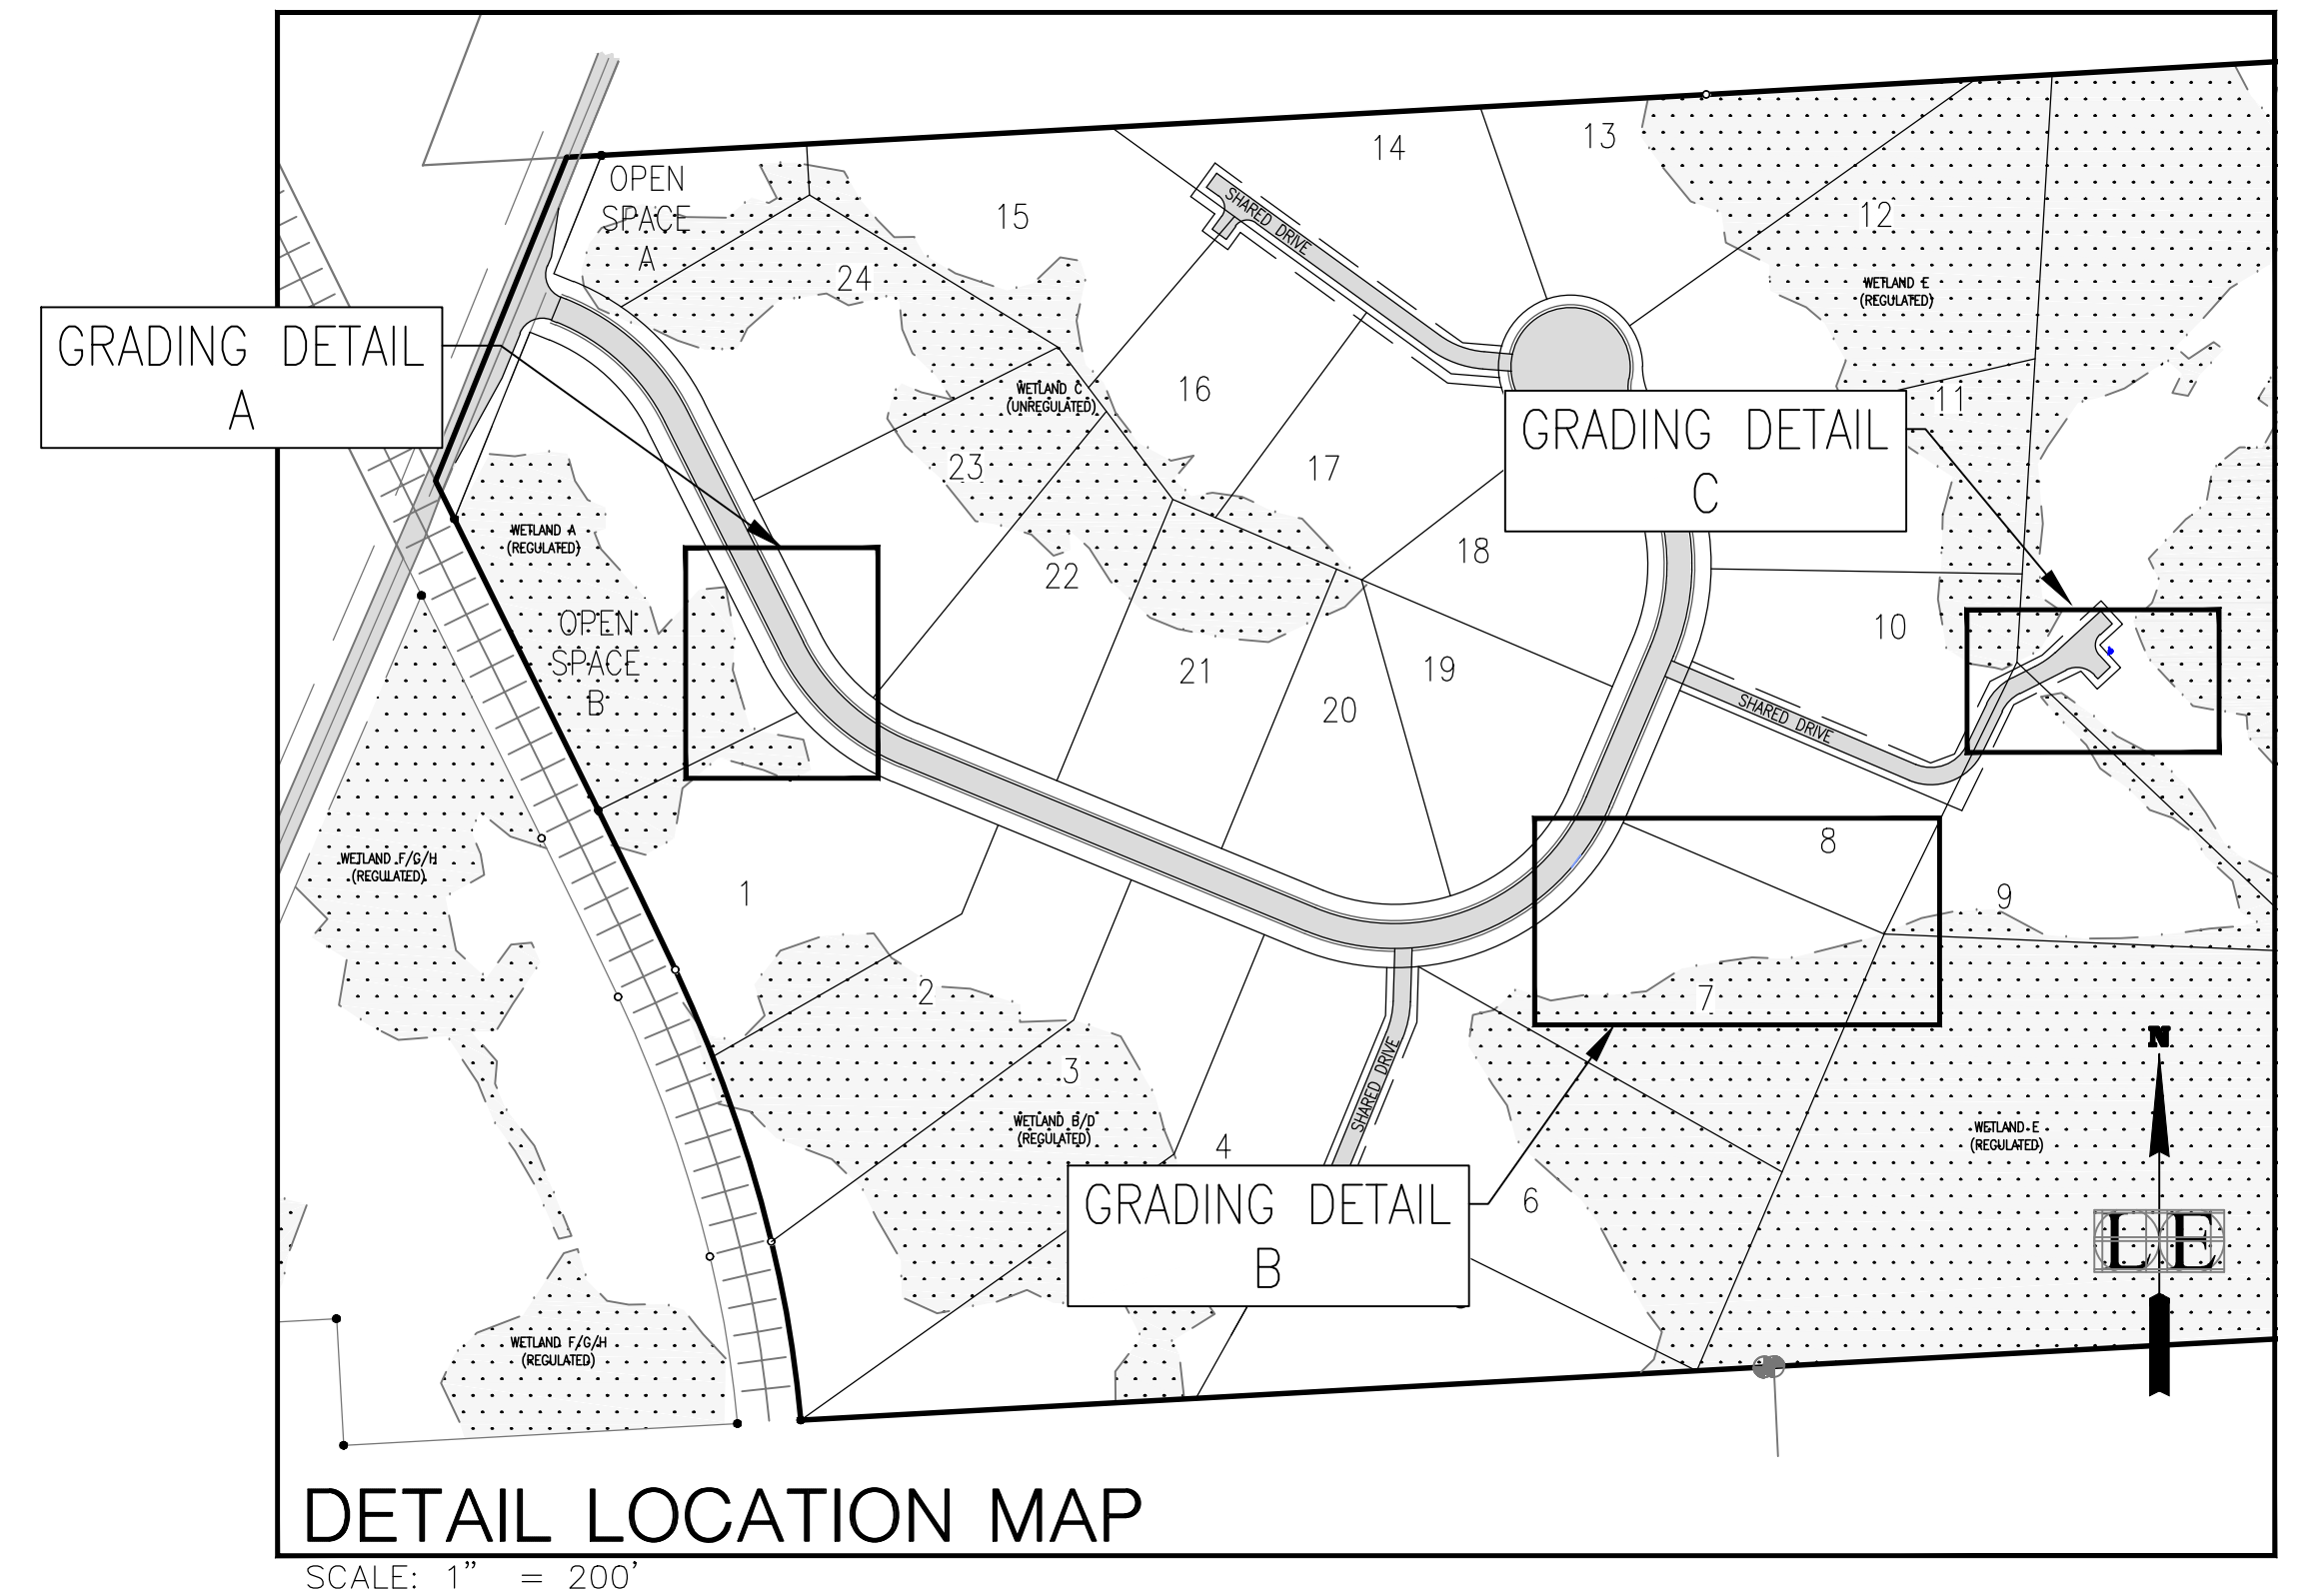 14
13
OPEN
SPACE
A
15
12
24
WETLAND E
(REGULATED)
SHARED DRIVE
GRADING DETAIL
A
WETLAND C
(UNREGULATED)
16
11
GRADING DETAIL
C
23
17
WETLAND A
(REGULATED)
18
22
OPEN
SPACE
B
10
21
19
20
SHARED DRIVE
8
WETLAND F/G/H
(REGULATED)
1
9
2
7
N
3
SHARED DRIVE
WETLAND B/D
(REGULATED)
4
WETLAND E
(REGULATED)
GRADING DETAIL
B
6
LE
WETLAND F/G/H
(REGULATED)
DETAIL LOCATION MAP
SCALE: 1" = 200'